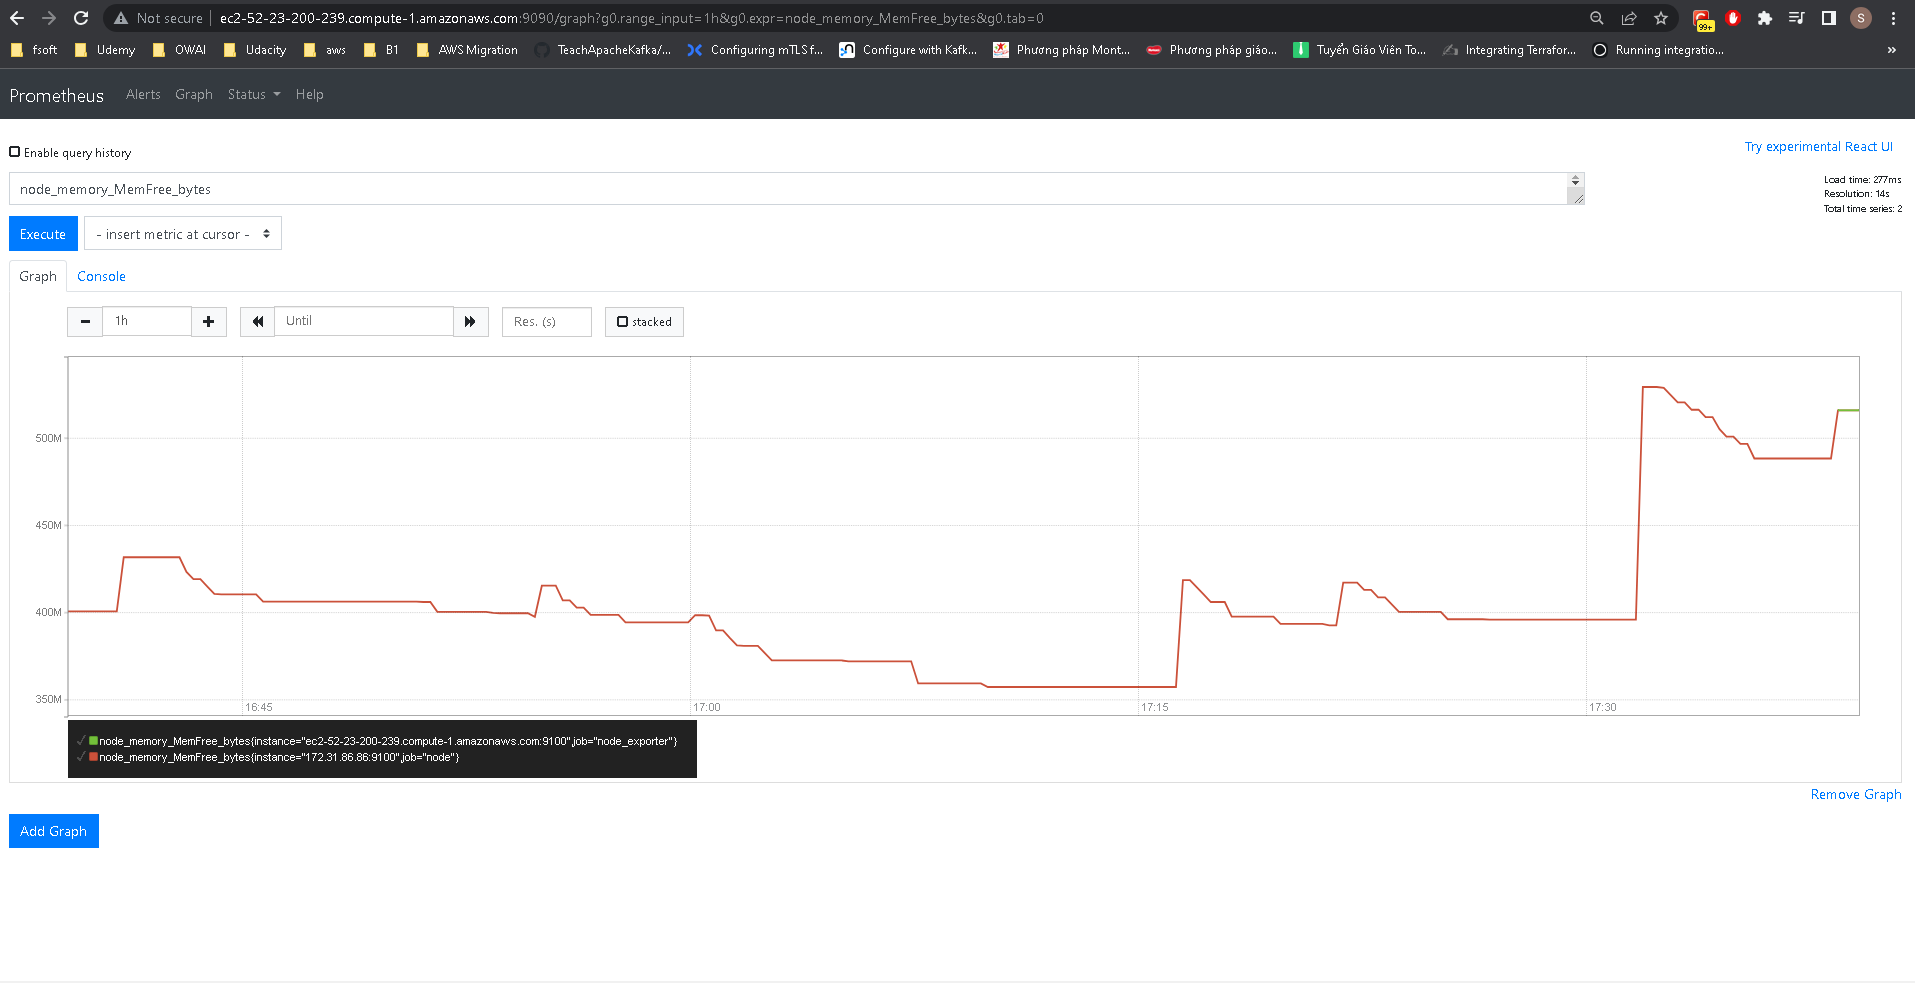 Not secure | ec2-52-23-200-239.compute-1.amazonaws.com:9090/graph?g0.range_input=1h&g0.expr=node_memory_MemFree_bytes&g0.tab=0
99+
S
fsoft Udemy OWAI Udacity aws B1 AWS Migration TeachApacheKafka/... Configuring mTLS f... Configure with Kafk... Phương pháp Mont... Phương pháp giáo... Tuyển Giáo Viên To... Integrating Terrafor... Running integratio... »
Prometheus Alerts Graph Status Help
Enable query history
Try experimental React UI
node_memory_MemFree_bytes
Load time: 277ms
Resolution: 14s
Total time series: 2
Execute - insert metric at cursor -
Graph Console
1h Until Res. (s) stacked
500M
450M
400M
350M
16:45 17:00 17:15 17:30
✓ node_memory_MemFree_bytes{instance="ec2-52-23-200-239.compute-1.amazonaws.com:9100",job="node_exporter"}
✓ node_memory_MemFree_bytes{instance="172.31.86.86:9100",job="node"}
Remove Graph
Add Graph